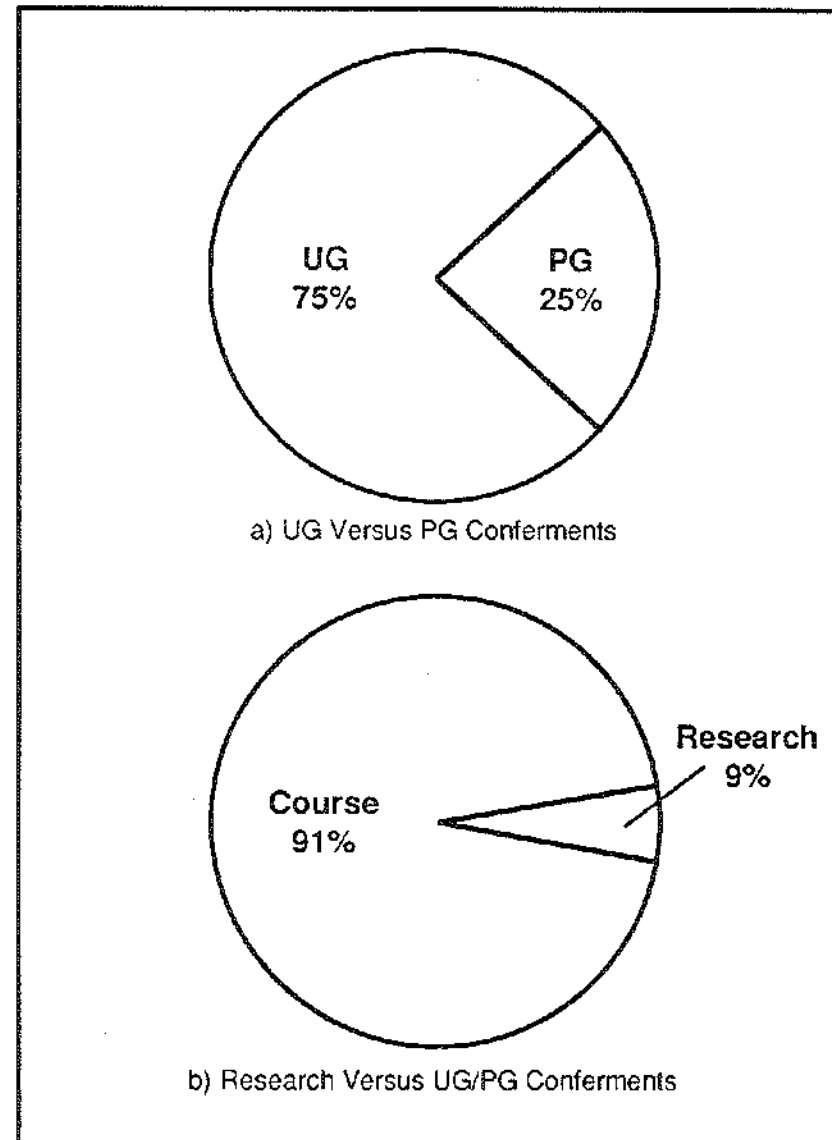 UG
75%
PG
25%
a) UG Versus PG Conferments
Research
9%
Course
91%
b) Research Versus UG/PG Conferments